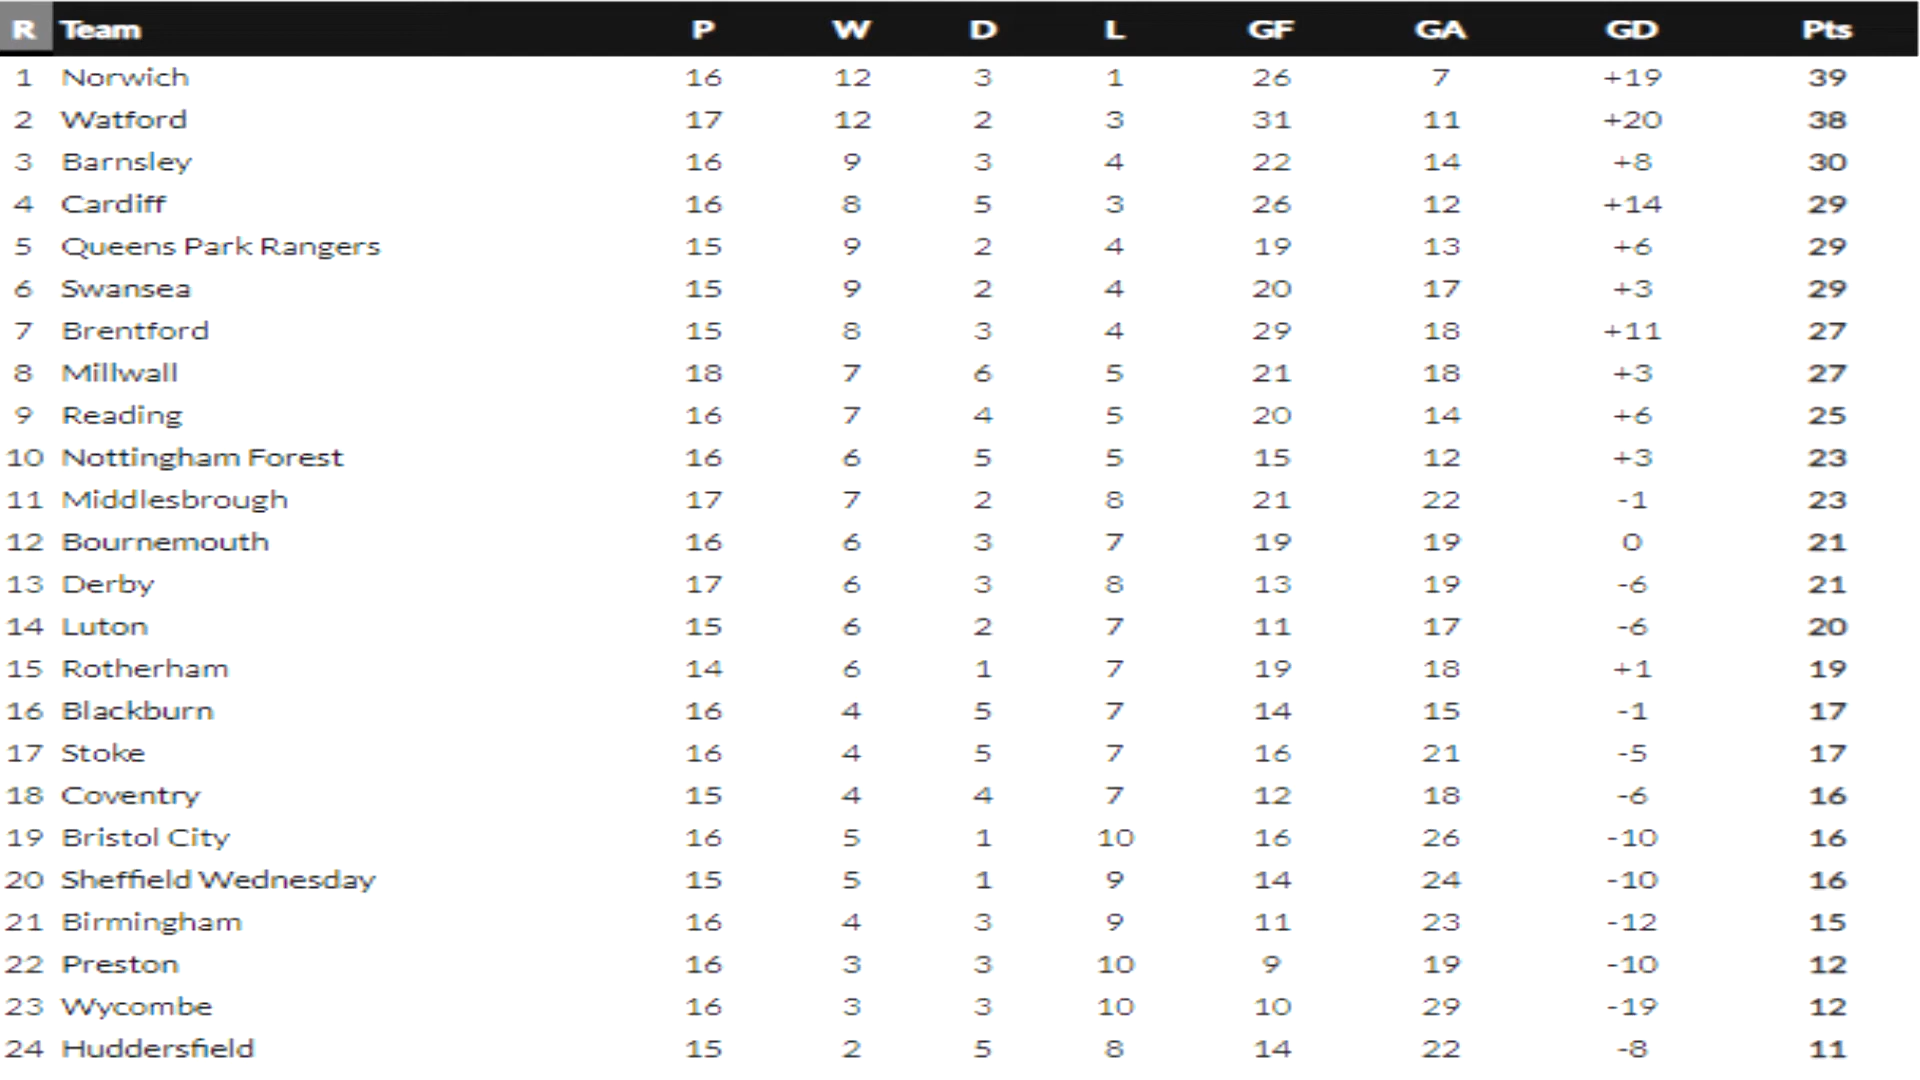 R Team P W D L GF GA GD Pts
1 Norwich 16 12 3 1 26 7 +19 39
2 Watford 17 12 2 3 31 11 +20 38
3 Barnsley 16 9 3 4 22 14 +8 30
4 Cardiff 16 8 5 3 26 12 +14 29
5 Queens Park Rangers 15 9 2 4 19 13 +6 29
6 Swansea 15 9 2 4 20 17 +3 29
7 Brentford 15 8 3 4 29 18 +11 27
8 Millwall 18 7 6 5 21 18 +3 27
9 Reading 16 7 4 5 20 14 +6 25
10 Nottingham Forest 16 6 5 5 15 12 +3 23
11 Middlesbrough 17 7 2 8 21 22 -1 23
12 Bournemouth 16 6 3 7 19 19 0 21
13 Derby 17 6 3 8 13 19 -6 21
14 Luton 15 6 2 7 11 17 -6 20
15 Rotherham 14 6 1 7 19 18 +1 19
16 Blackburn 16 4 5 7 14 15 -1 17
17 Stoke 16 4 5 7 16 21 -5 17
18 Coventry 15 4 4 7 12 18 -6 16
19 Bristol City 16 5 1 10 16 26 -10 16
20 Sheffield Wednesday 15 5 1 9 14 24 -10 16
21 Birmingham 16 4 3 9 11 23 -12 15
22 Preston 16 3 3 10 9 19 -10 12
23 Wycombe 16 3 3 10 10 29 -19 12
24 Huddersfield 15 2 5 8 14 22 -8 11